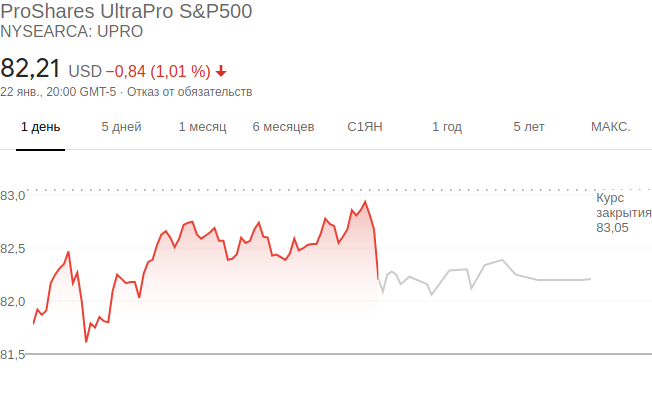 ProShares UltraPro S&P500
NYSEARCA: UPRO
82,21 USD −0,84 (1,01 %)
22 янв., 20:00 GMT-5 · Отказ от обязательств
1 день 5 дней 1 месяц 6 месяцев С1ЯН 1 год 5 лет МАКС.
83,0
Курс
закрытия
83,05
82,5
82,0
81,5